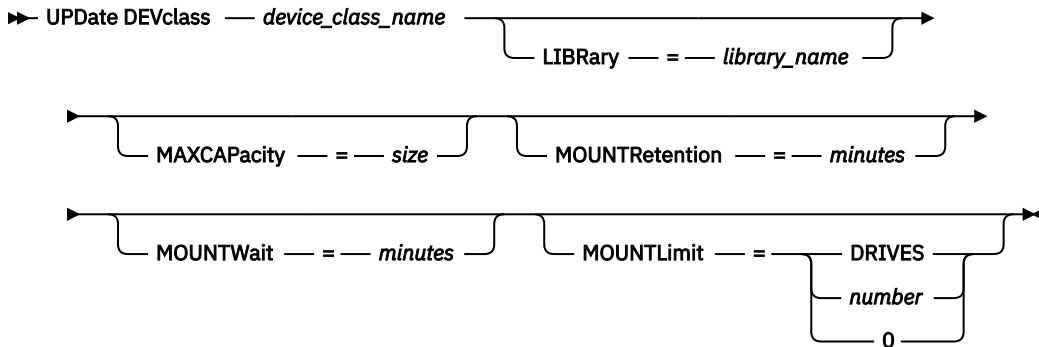 UPDate DEVclass — device_class_name
LIBRary — = — library_name
MAXCAPacity — = — size
MOUNTRetention — = — minutes
MOUNTWait — = — minutes
MOUNTLimit — =
DRIVES
number
0